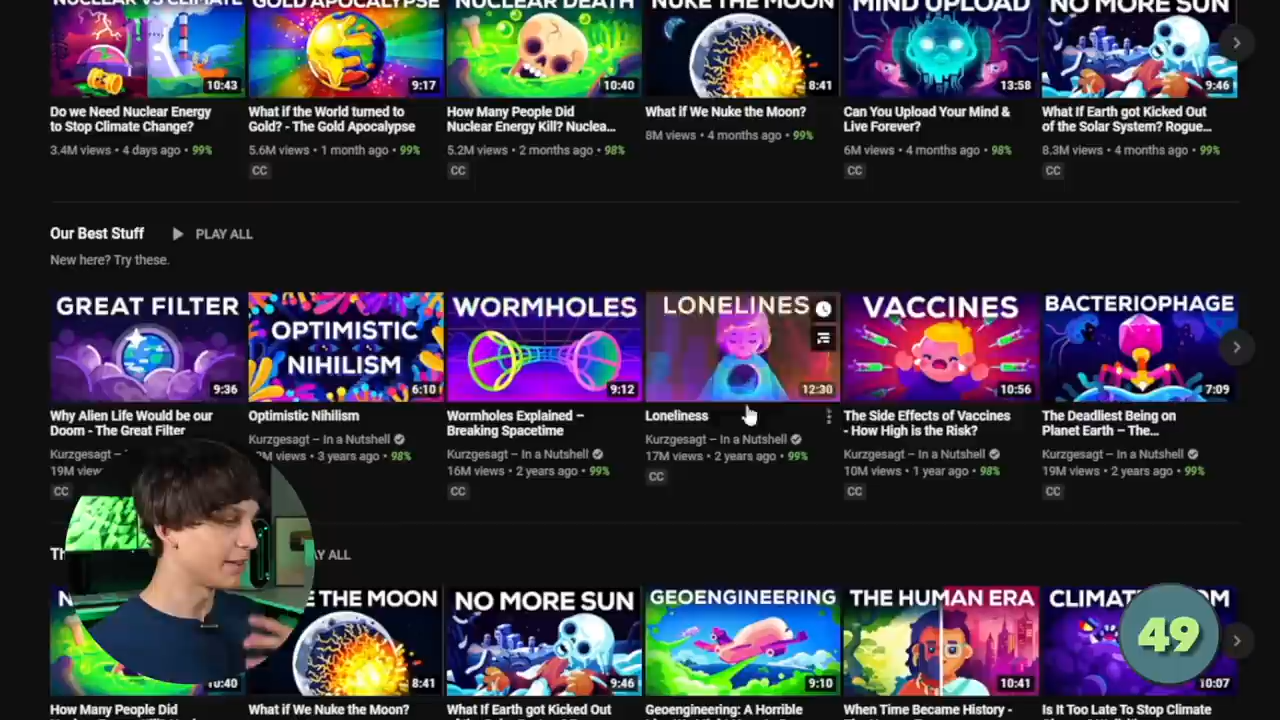 NUCLEAR VS CLIMATE
GOLD APOCALYPSE
NUCLEAR DEATH
NUKE THE MOON
MIND UPLOAD
NO MORE SUN
10:43
9:17
10:40
8:41
13:58
9:46
Do we Need Nuclear Energy
to Stop Climate Change?
3.4M views • 4 days ago • 99%
What if the World turned to
Gold? - The Gold Apocalypse
5.6M views • 1 month ago • 99%
CC
How Many People Did
Nuclear Energy Kill? Nuclea...
5.2M views • 2 months ago • 98%
CC
What if We Nuke the Moon?
8M views • 4 months ago • 99%
Can You Upload Your Mind &
Live Forever?
6M views • 4 months ago • 98%
CC
What If Earth got Kicked Out
of the Solar System? Rogue...
8.3M views • 4 months ago • 99%
CC
Our Best Stuff
PLAY ALL
New here? Try these.
GREAT FILTER
9:36
OPTIMISTIC
NIHILISM
6:10
WORMHOLES
9:12
LONELINES
12:30
VACCINES
10:56
BACTERIOPHAGE
7:09
Why Alien Life Would be our
Doom - The Great Filter
Kurzgesagt –
19M views
CC
Optimistic Nihilism
Kurzgesagt – In a Nutshell
M views • 3 years ago • 98%
Wormholes Explained –
Breaking Spacetime
Kurzgesagt – In a Nutshell
16M views • 2 years ago • 99%
CC
Loneliness
Kurzgesagt – In a Nutshell
17M views • 2 years ago • 99%
CC
The Side Effects of Vaccines
- How High is the Risk?
Kurzgesagt – In a Nutshell
10M views • 1 year ago • 98%
CC
The Deadliest Being on
Planet Earth – The...
Kurzgesagt – In a Nutshell
19M views • 2 years ago • 99%
CC
AY ALL
E THE MOON
NO MORE SUN
GEOENGINEERING
THE HUMAN ERA
49
10:40
8:41
9:46
9:10
10:41
10:07
How Many People Did
What if We Nuke the Moon?
What If Earth got Kicked Out
Geoengineering: A Horrible
When Time Became History -
Is It Too Late To Stop Climate